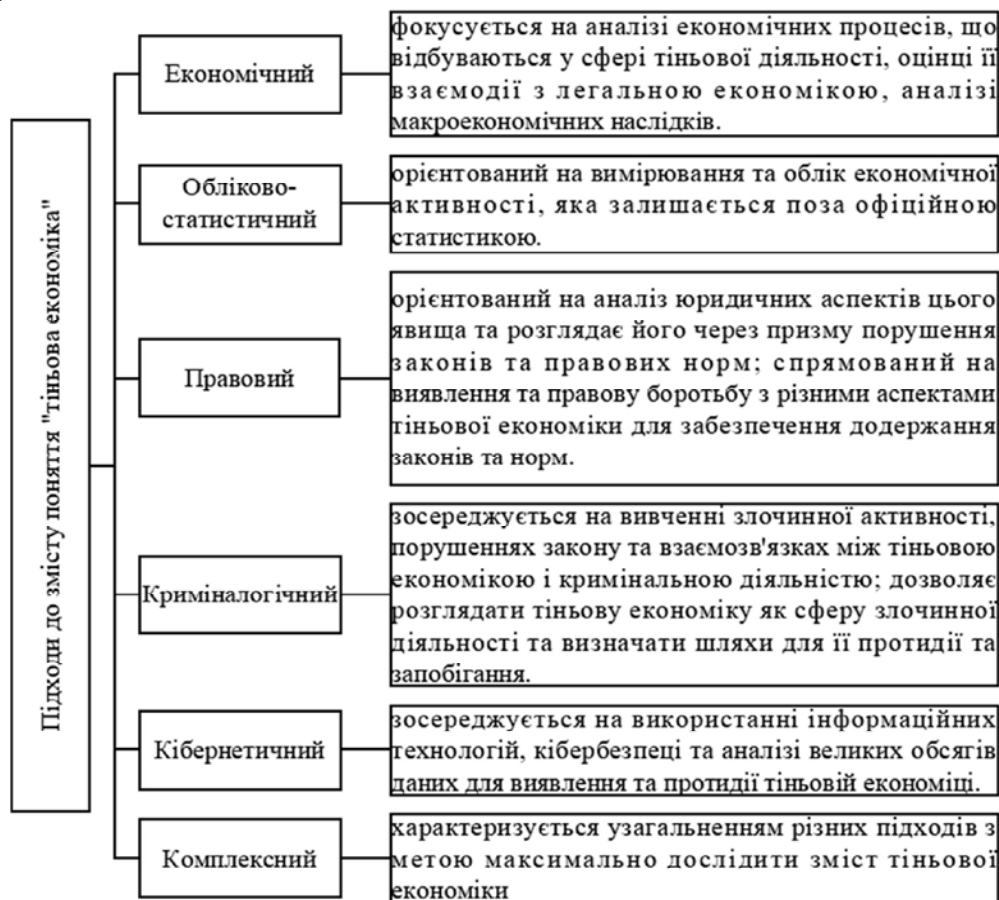 Підходи до змісту поняття "тіньова економіка"
Економічний
фокусується на аналізі економічних процесів, що
відбуваються у сфері тіньової діяльності, оцінці її
взаємодії з легальною економікою, аналізі
макроекономічних наслідків.
Обліково-
статистичний
орієнтований на вимірювання та облік економічної
активності, яка залишається поза офіційною
статистикою.
Правовий
орієнтований на аналіз юридичних аспектів цього
явища та розглядає його через призму порушення
законів та правових норм; спрямований на
виявлення та правову боротьбу з різними аспектами
тіньової економіки для забезпечення додержання
законів та норм.
Криміналогічний
зосереджується на вивченні злочинної активності,
порушеннях закону та взаємозв'язках між тіньовою
економікою і кримінальною діяльністю; дозволяє
розглядати тіньову економіку як сферу злочинної
діяльності та визначати шляхи для її протидії та
запобігання.
Кібернетичний
зосереджується на використанні інформаційних
технологій, кібербезпеці та аналізі великих обсягів
даних для виявлення та протидії тіньовій економіці.
Комплексний
характеризується узагальненням різних підходів з
метою максимально дослідити зміст тіньової
економіки